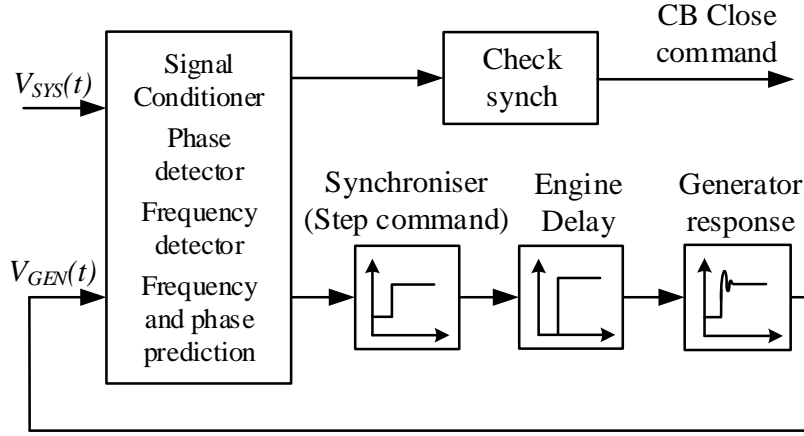 CB Close
command
V_SYS(t)
Signal
Conditioner
Phase
detector
Frequency
detector
Frequency
and phase
prediction
Check
synch
V_GEN(t)
Synchroniser
(Step command)
Engine
Delay
Generator
response